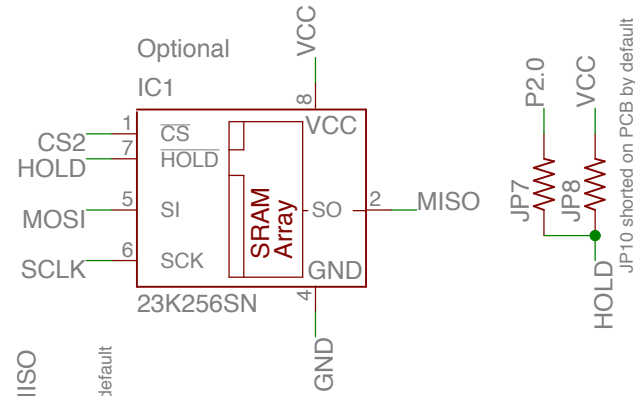 Optional
IC1
VCC
8
VCC
1
CS
CS2
7
HOLD
HOLD
5
SI
MOSI
6
SCK
SCLK
SRAM
Array
SO
2
MISO
GND
4
GND
23K256SN
P2.0
VCC
JP7
JP8
HOLD
JP10 shorted on PCB by default
default